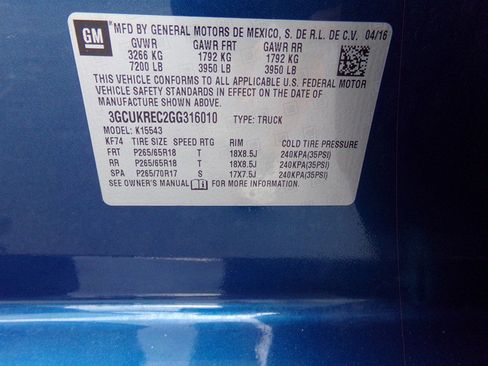 GM MFD BY GENERAL MOTORS DE MEXICO, S. DE R.L. DE C.V. 04/16
GVWR GAWR FRT GAWR RR
3266 KG 1792 KG 1792 KG
7200 LB 3950 LB 3950 LB
THIS VEHICLE CONFORMS TO ALL APPLICABLE U.S. FEDERAL MOTOR
VEHICLE SAFETY STANDARDS IN EFFECT ON THE DATE OF
MANUFACTURE SHOWN ABOVE.
3GCUKREC2GG316010 TYPE: TRUCK
MODEL: K15543
KF74 TIRE SIZE SPEED RTG RIM COLD TIRE PRESSURE
FRT P265/65R18 T 18X8.5J 240KPA(35PSI)
RR P265/65R18 T 18X8.5J 240KPA(35PSI)
SPA P265/70R17 S 17X7.5J 240KPA(35PSI)
SEE OWNER'S MANUAL FOR MORE INFORMATION.